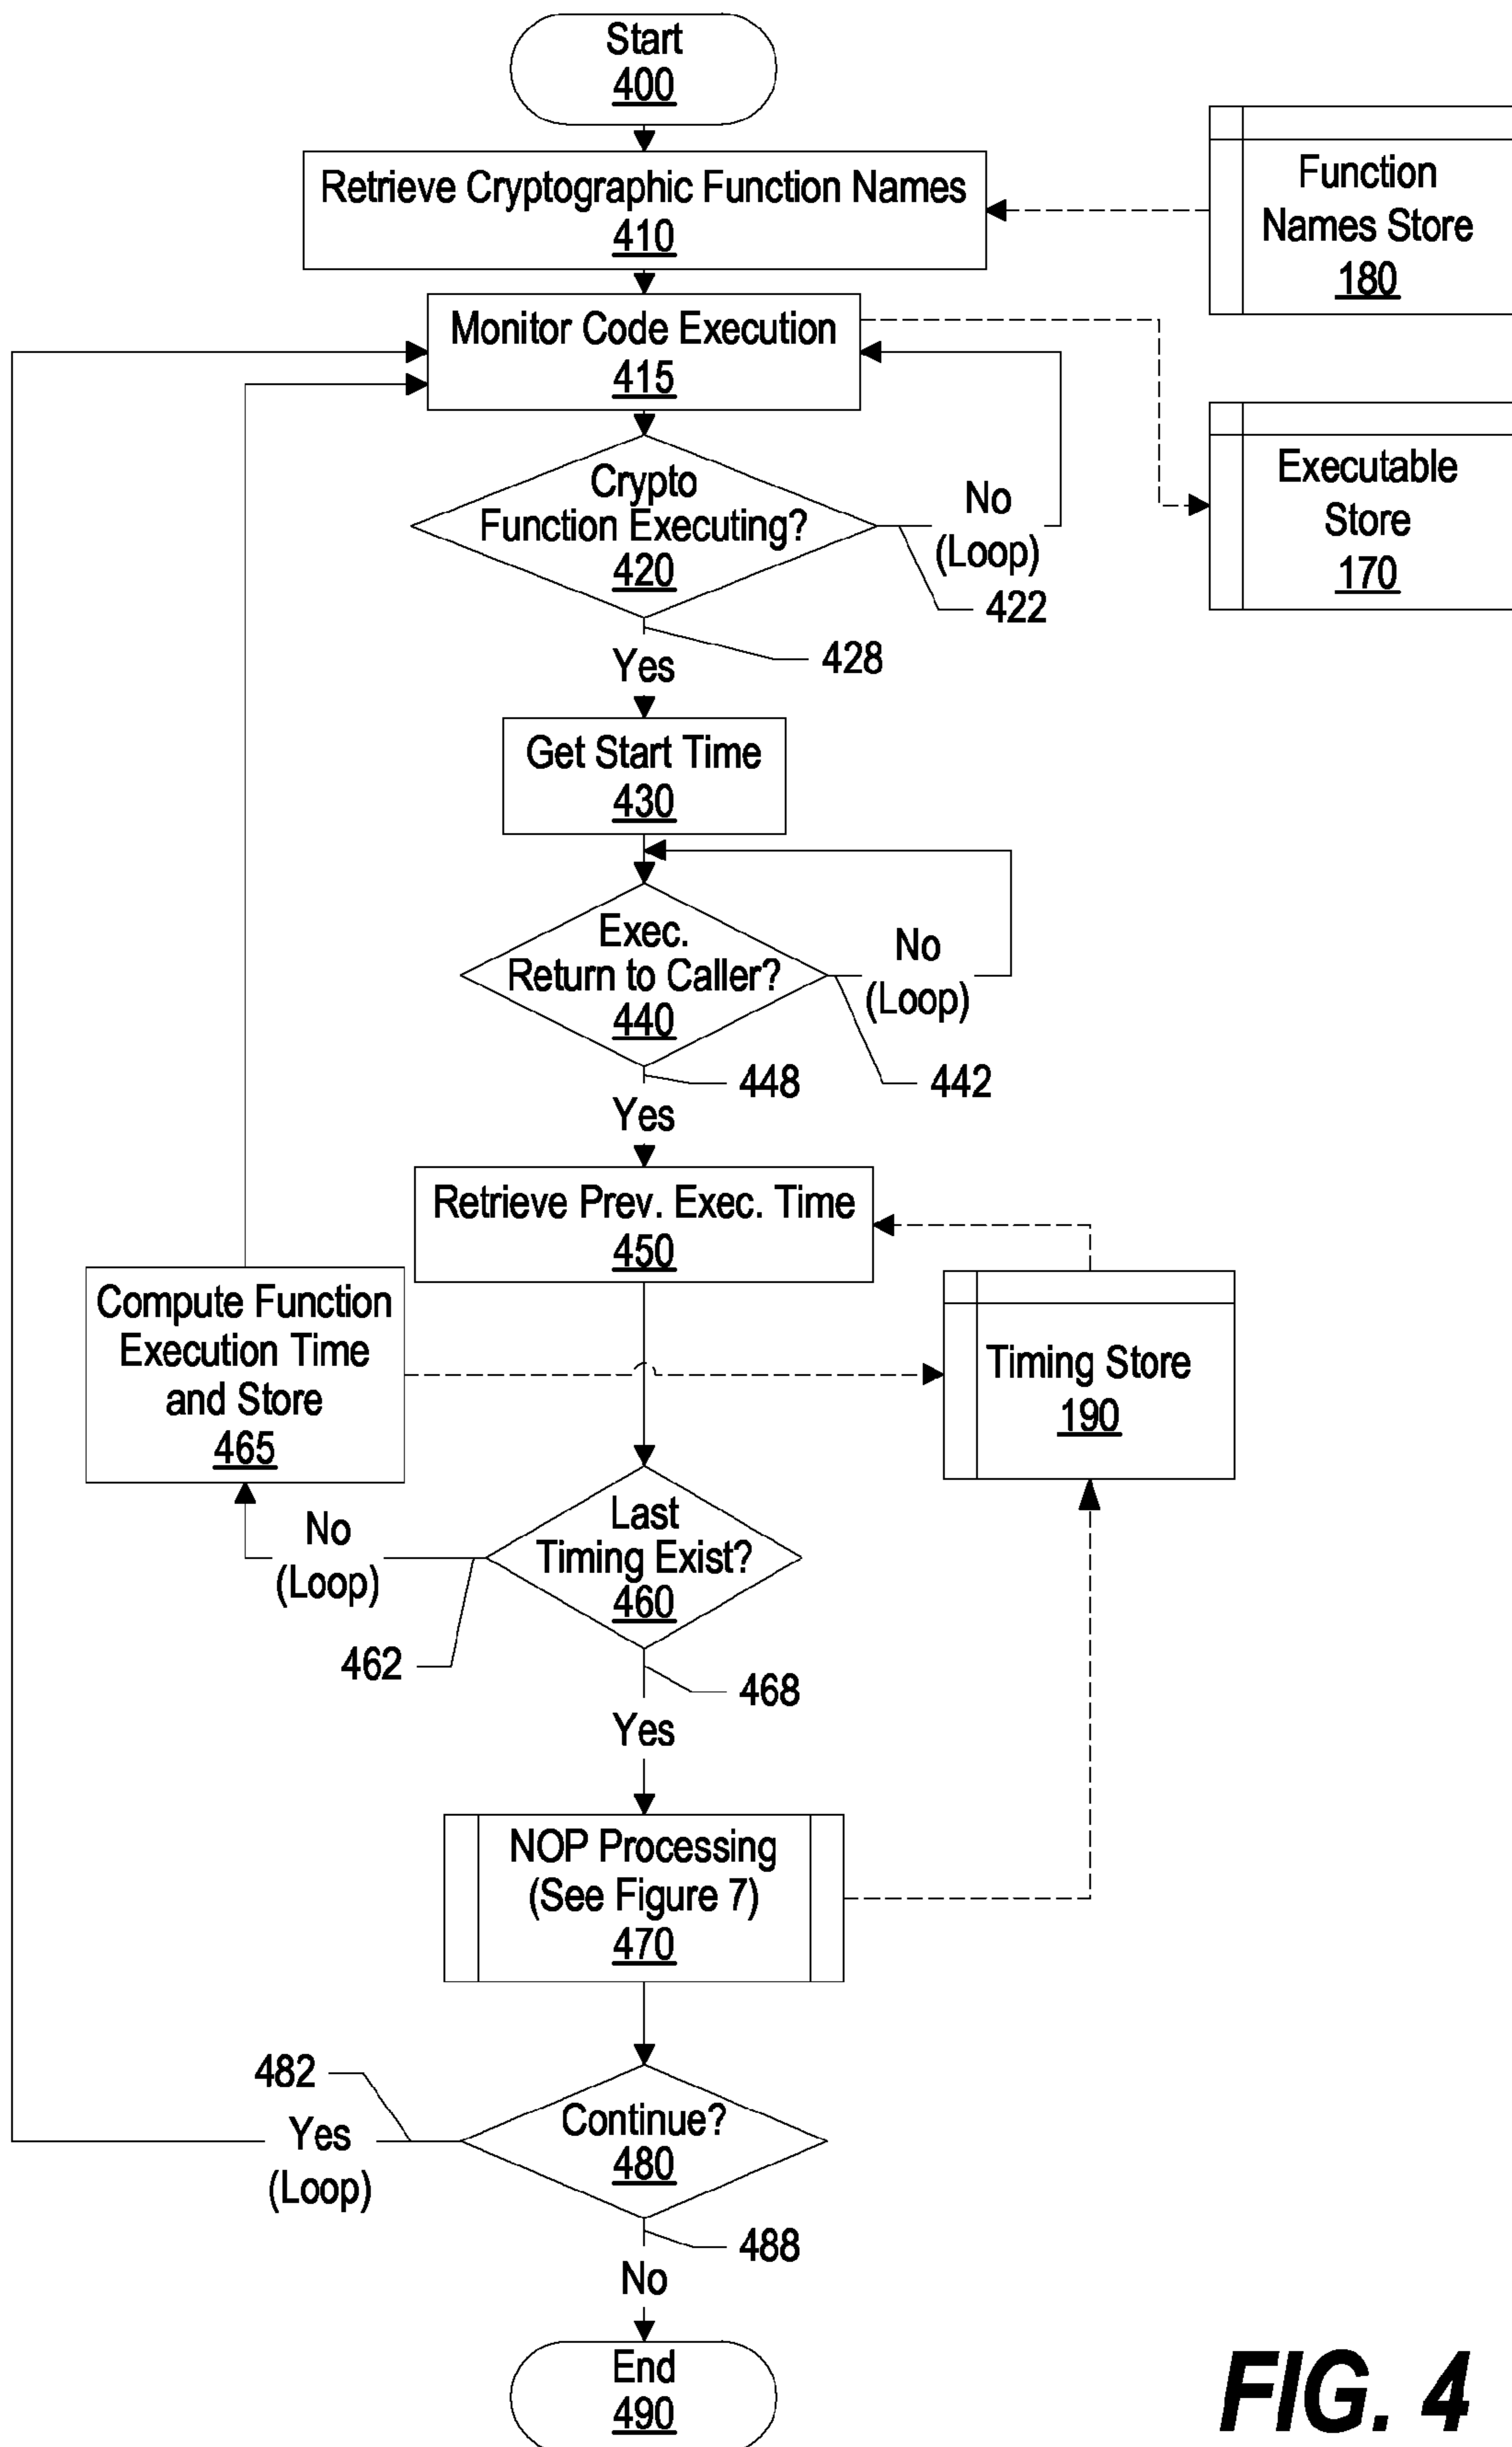 Start
400
Retrieve Cryptographic Function Names
410
Function
Names Store
180
Monitor Code Execution
415
Executable
Store
170
Crypto
Function Executing?
420
No
(Loop)
422
428
Yes
Get Start Time
430
Exec.
Return to Caller?
440
No
(Loop)
448
442
Yes
Retrieve Prev. Exec. Time
450
Compute Function
Execution Time
and Store
465
Timing Store
190
Last
Timing Exist?
460
No
(Loop)
462
468
Yes
NOP Processing
(See Figure 7)
470
482
Continue?
480
Yes
(Loop)
488
No
End
490
FIG. 4